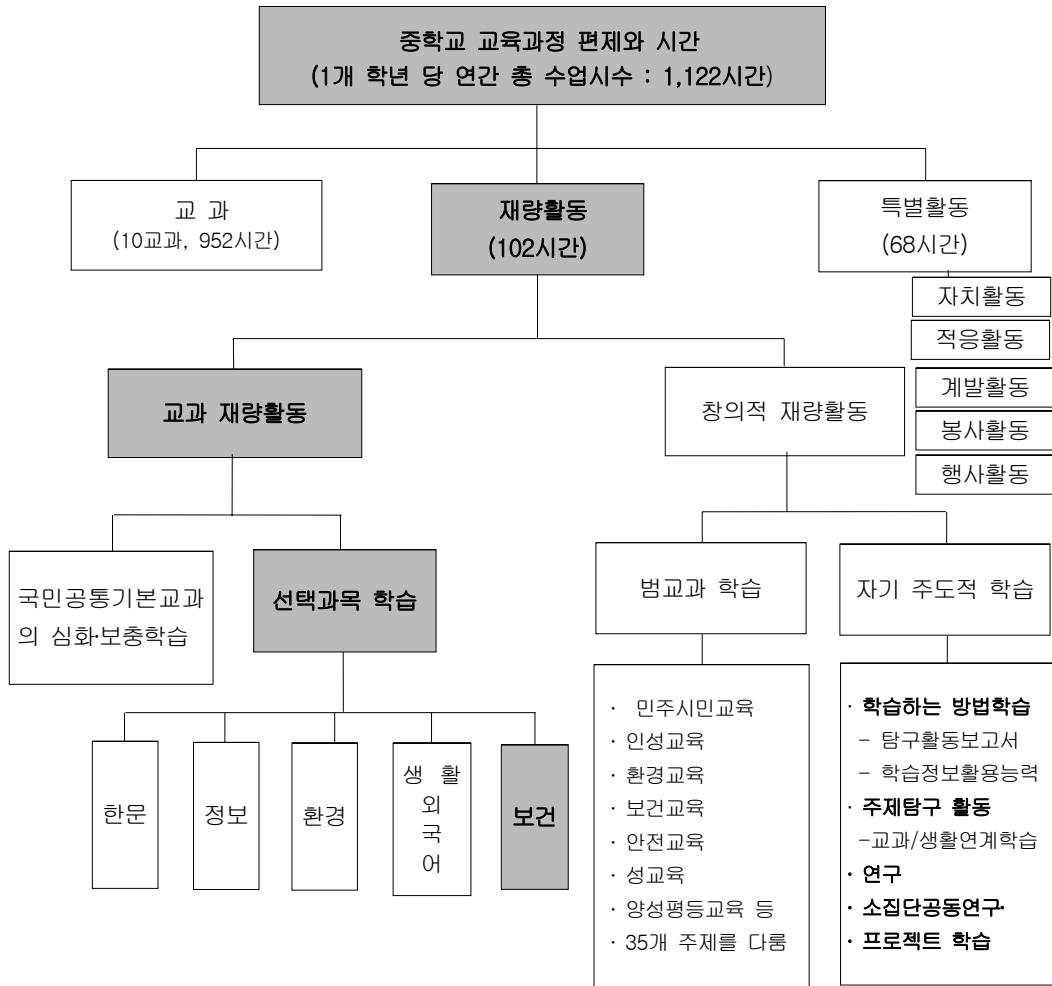 중학교 교육과정 편제와 시간
(1개 학년 당 연간 총 수업시수 : 1,122시간)
교 과
(10교과, 952시간)
재량활동
(102시간)
특별활동
(68시간)
자치활동
적응활동
계발활동
봉사활동
행사활동
교과 재량활동
창의적 재량활동
국민공통기본교과
의 심화·보충학습
선택과목 학습
범교과 학습
자기 주도적 학습
한문
정보
환경
생 활
외
국
어
보건
· 민주시민교육
· 인성교육
· 환경교육
· 보건교육
· 안전교육
· 성교육
· 양성평등교육 등
· 35개 주제를 다룸
· 학습하는 방법학습
- 탐구활동보고서
- 학습정보활용능력
· 주제탐구 활동
-교과/생활연계학습
· 연구
· 소집단공동연구·
· 프로젝트 학습